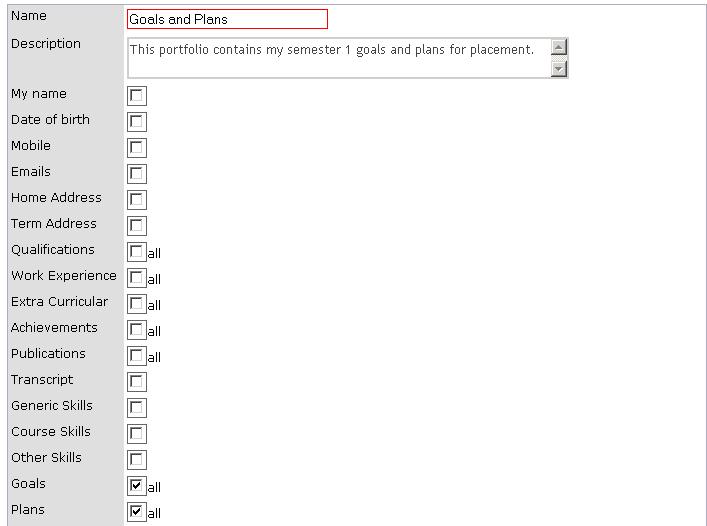 Name Goals and Plans
Description This portfolio contains my semester 1 goals and plans for placement.
My name
Date of birth
Mobile
Emails
Home Address
Term Address
Qualifications all
Work Experience all
Extra Curricular all
Achievements all
Publications all
Transcript
Generic Skills
Course Skills
Other Skills
Goals all
Plans all